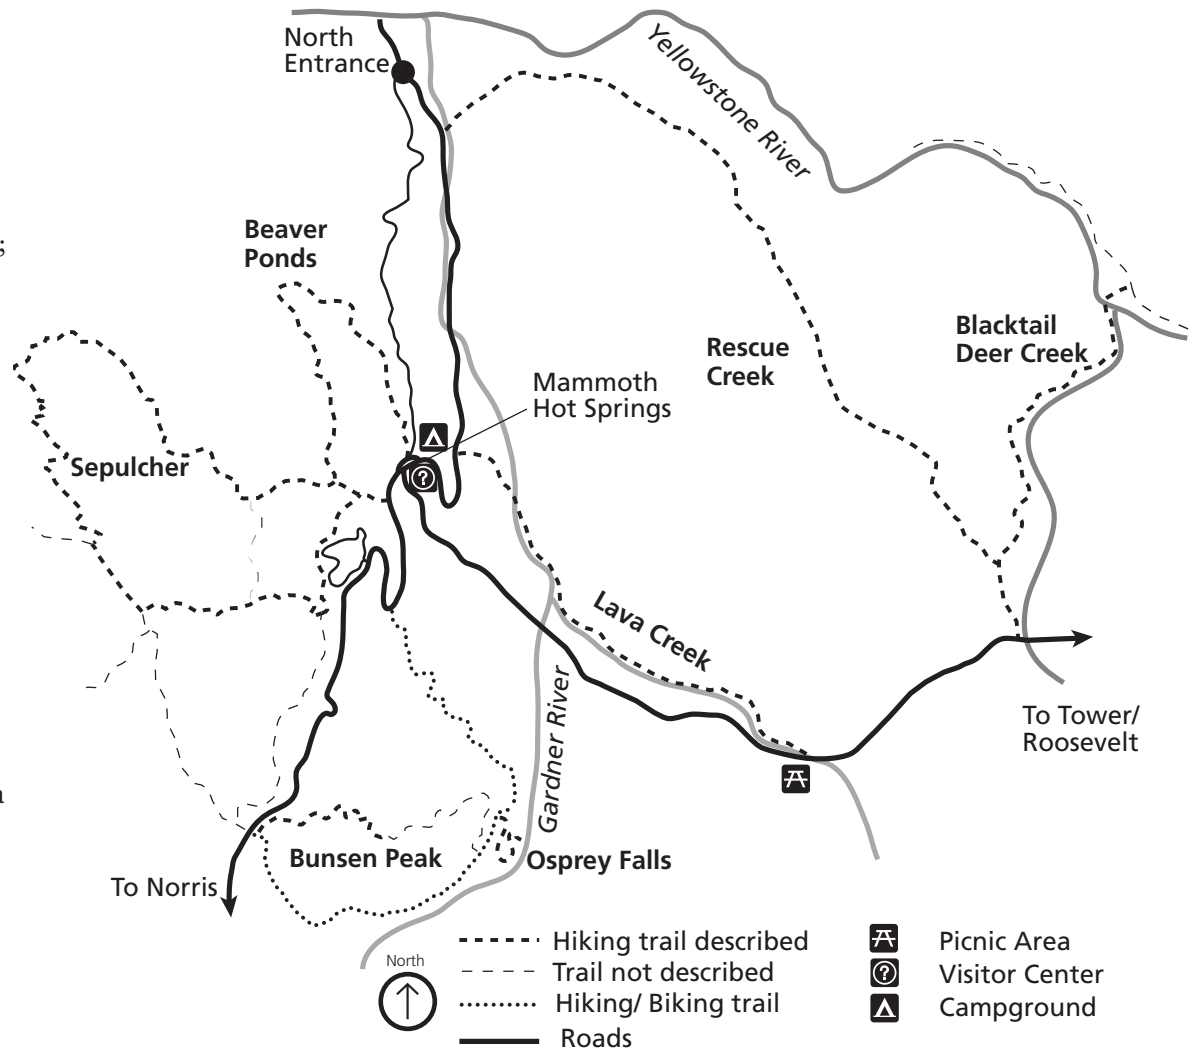 North
Entrance
Yellowstone River
Beaver
Ponds
;
Blacktail
Deer Creek
Rescue
Creek
Mammoth
Hot Springs
Sepulcher
?
Lava Creek
Gardner River
To Tower/
Roosevelt
a
Bunsen Peak
Osprey Falls
To Norris
North
Hiking trail described
Trail not described
Hiking/ Biking trail
Roads
Picnic Area
? Visitor Center
Campground